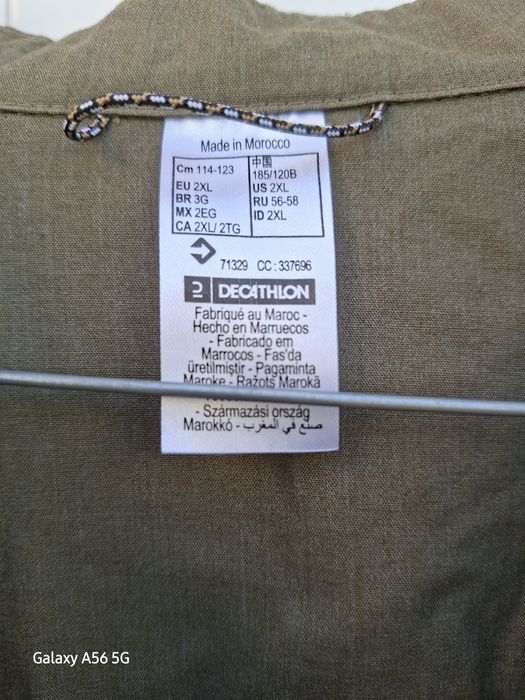 Made in Morocco
Cm 114-123
EU 2XL
BR 3G
MX 2EG
CA 2XL/ 2TG
中国
185/120B
US 2XL
RU 56-58
ID 2XL
71329 CC : 337696
DECATHLON
Fabriqué au Maroc -
Hecho en Marruecos
- Fabricado em
Marrocos - Fas'da
üretilmiştir - Pagaminta
Maroke - Ražots Marokā
- Származási ország
Marokkó - صنع في المغرب
Galaxy A56 5G